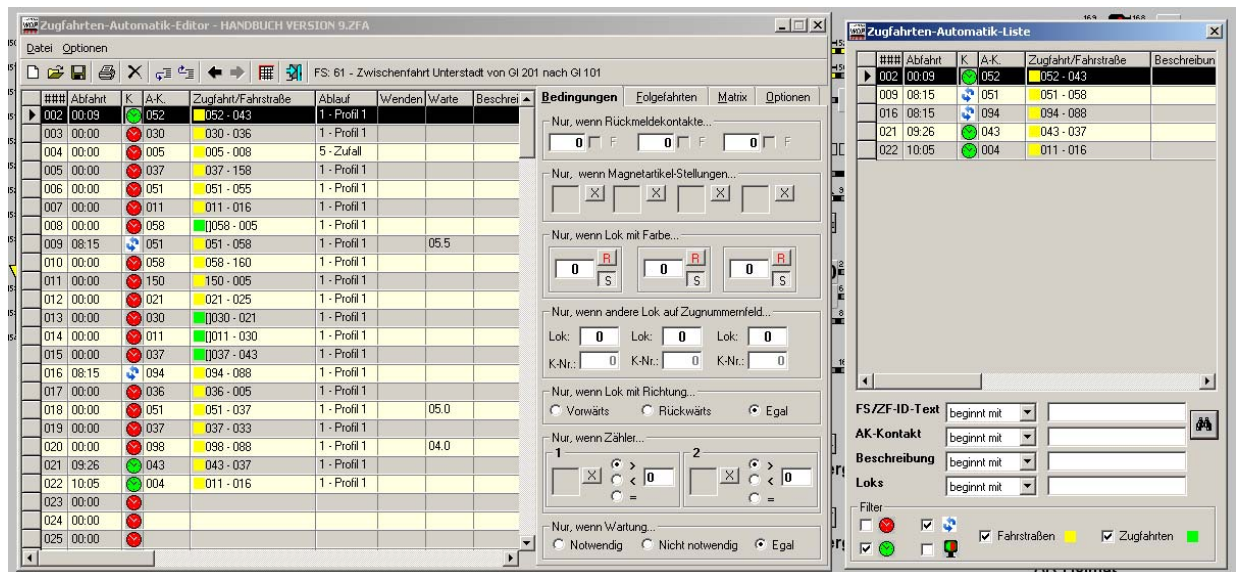 Zugfahrten-Automatik-Editor - HANDBUCH VERSION 9.2FA
Datei Optionen
FS: 61 - Zwischenfahrt Unterstadt von Gl 201 nach Gl 101
### Abfahrt K A-K. Zugfahrt/Fahrstraße Ablauf Wenden Warte Beschrei
002 00:09 052 052 - 043 1 - Profil 1
003 00:00 030 030 - 036 1 - Profil 1
004 00:00 005 005 - 008 5 - Zufall
005 00:00 037 037 - 158 1 - Profil 1
006 00:00 051 051 - 055 1 - Profil 1
007 00:00 011 011 - 016 1 - Profil 1
008 00:00 058 []058 - 005 1 - Profil 1
009 08:15 051 051 - 058 1 - Profil 1 05.5
010 00:00 058 058 - 160 1 - Profil 1
011 00:00 150 150 - 005 1 - Profil 1
012 00:00 021 021 - 025 1 - Profil 1
013 00:00 030 []030 - 021 1 - Profil 1
014 00:00 011 []011 - 030 1 - Profil 1
015 00:00 037 []037 - 043 1 - Profil 1
016 08:15 094 094 - 088 1 - Profil 1
017 00:00 036 036 - 005 1 - Profil 1
018 00:00 051 051 - 037 1 - Profil 1 05.0
019 00:00 037 037 - 033 1 - Profil 1
020 00:00 098 098 - 088 1 - Profil 1 04.0
021 09:26 043 043 - 037 1 - Profil 1
022 10:05 004 011 - 016 1 - Profil 1
023 00:00
024 00:00
025 00:00
Bedingungen Folgefahrten Matrix Optionen
Nur, wenn Rückmeldekontakte...
0 F 0 F 0 F
Nur, wenn Magnetartikel-Stellungen...
X X X X
Nur, wenn Lok mit Farbe...
0 R S 0 R S 0 R S
Nur, wenn andere Lok auf Zugnummernfeld...
Lok: 0 Lok: 0 Lok: 0
K-Nr.: 0 K-Nr.: 0 K-Nr.: 0
Nur, wenn Lok mit Richtung...
Vorwärts Rückwärts Egal
Nur, wenn Zähler...
1 X > < = 0 2 X > < = 0
Nur, wenn Wartung...
Notwendig Nicht notwendig Egal
169 168
Zugfahrten-Automatik-Liste
### Abfahrt K A-K. Zugfahrt/Fahrstraße Beschreibun
002 00:09 052 052 - 043
009 08:15 051 051 - 058
016 08:15 094 094 - 088
021 09:26 043 043 - 037
022 10:05 004 011 - 016
FS/ZF-ID-Text beginnt mit
AK-Kontakt beginnt mit
Beschreibung beginnt mit
Loks beginnt mit
Filter
Fahrstraßen Zugfahrten